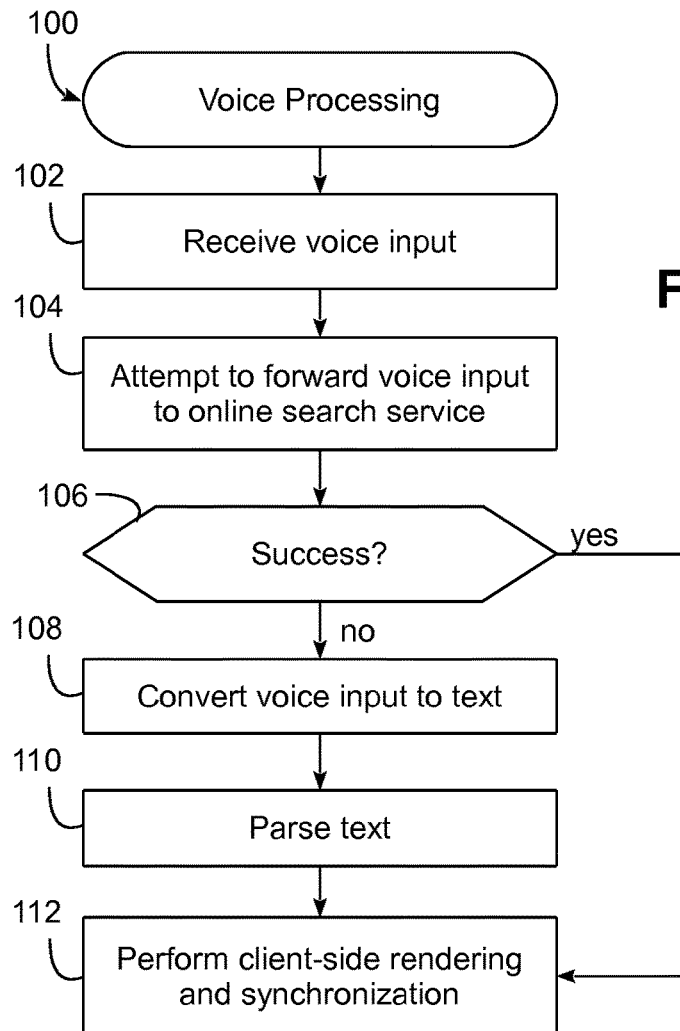 100
Voice Processing
102
Receive voice input
104
F
Attempt to forward voice input
to online search service
106
Success?
yes
no
108
Convert voice input to text
110
Parse text
112
Perform client-side rendering
and synchronization